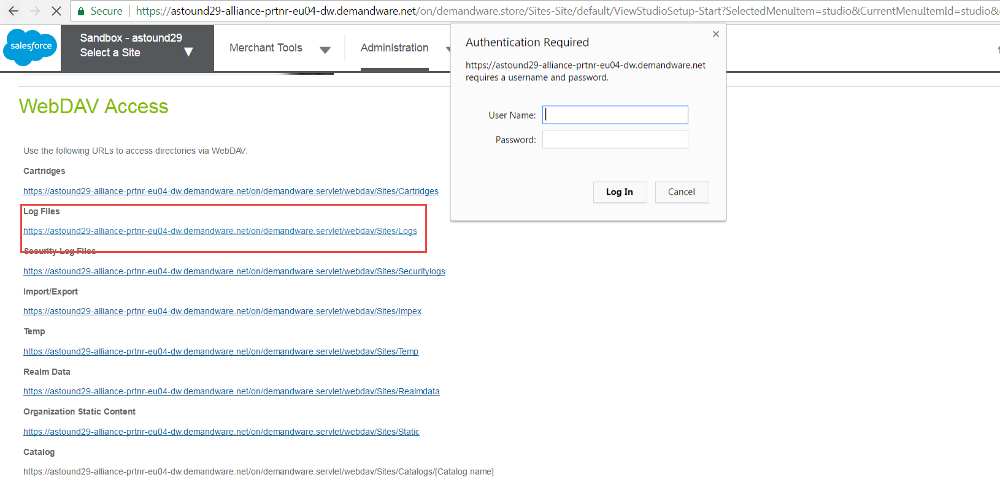 Secure https://astound29-alliance-prtnr-eu04-dw.demandware.net/on/demandware.store/Sites-Site/default/ViewStudioSetup-Start?SelectedMenuItem=studio&CurrentMenuItemId=studio&
salesforce
Sandbox - astound29
Select a Site
Merchant Tools
Administration
Authentication Required
https://astound29-alliance-prtnr-eu04-dw.demandware.net
requires a username and password.
User Name:
Password:
Log In
Cancel
WebDAV Access
Use the following URLs to access directories via WebDAV:
Cartridges
https://astound29-alliance-prtnr-eu04-dw.demandware.net/on/demandware.servlet/webdav/Sites/Cartridges
Log Files
https://astound29-alliance-prtnr-eu04-dw.demandware.net/on/demandware.servlet/webdav/Sites/Logs
Security Log Files
https://astound29-alliance-prtnr-eu04-dw.demandware.net/on/demandware.servlet/webdav/Sites/Securitylogs
Import/Export
https://astound29-alliance-prtnr-eu04-dw.demandware.net/on/demandware.servlet/webdav/Sites/Impex
Temp
https://astound29-alliance-prtnr-eu04-dw.demandware.net/on/demandware.servlet/webdav/Sites/Temp
Realm Data
https://astound29-alliance-prtnr-eu04-dw.demandware.net/on/demandware.servlet/webdav/Sites/Realmdata
Organization Static Content
https://astound29-alliance-prtnr-eu04-dw.demandware.net/on/demandware.servlet/webdav/Sites/Static
Catalog
https://astound29-alliance-prtnr-eu04-dw.demandware.net/on/demandware.servlet/webdav/Sites/Catalogs/[Catalog name]